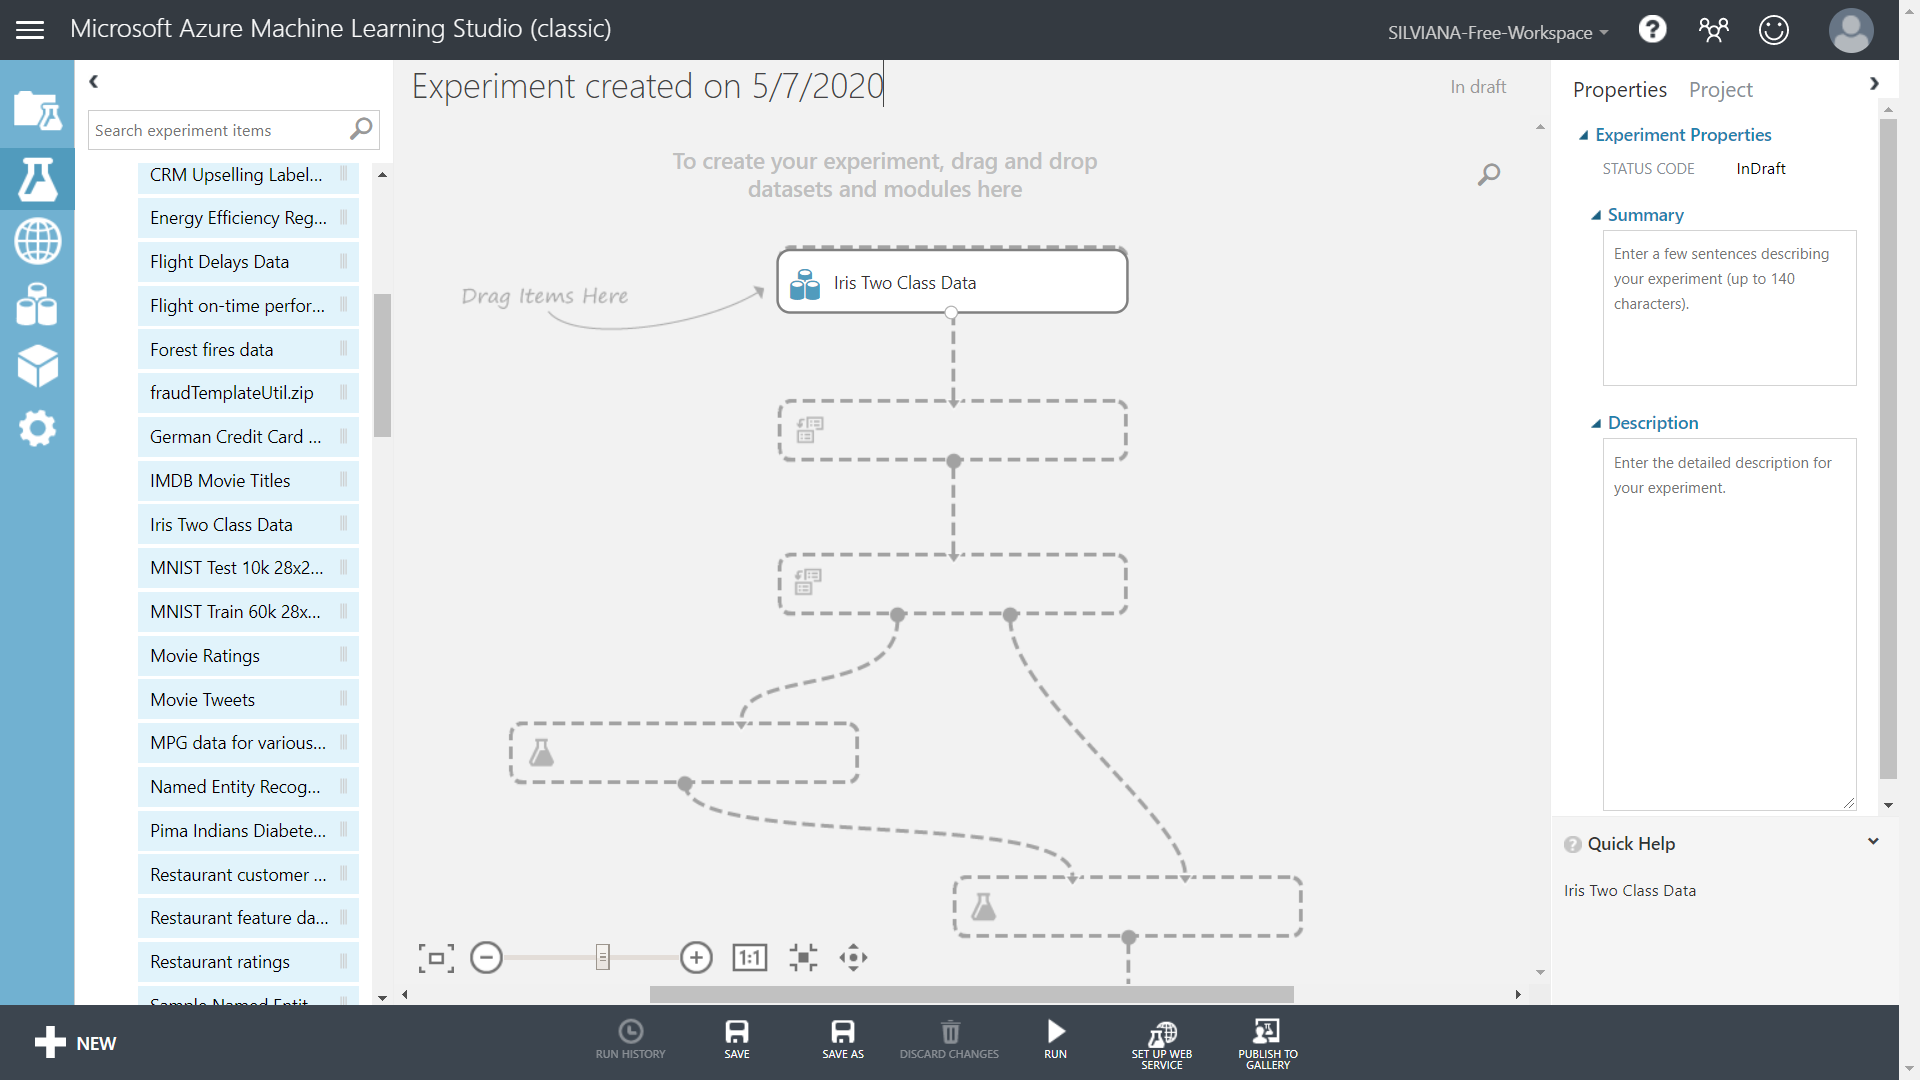 Microsoft Azure Machine Learning Studio (classic)
SILVIANA-Free-Workspace
Search experiment items
CRM Upselling Label...
Energy Efficiency Reg...
Flight Delays Data
Flight on-time perfor...
Forest fires data
fraudTemplateUtil.zip
German Credit Card ...
IMDB Movie Titles
Iris Two Class Data
MNIST Test 10k 28x2...
MNIST Train 60k 28x...
Movie Ratings
Movie Tweets
MPG data for various...
Named Entity Recog...
Pima Indians Diabete...
Restaurant customer ...
Restaurant feature da...
Restaurant ratings
Sample Named Entit
Experiment created on 5/7/2020
In draft
To create your experiment, drag and drop
datasets and modules here
Drag Items Here
Iris Two Class Data
1:1
Properties Project
Experiment Properties
STATUS CODE InDraft
Summary
Enter a few sentences describing
your experiment (up to 140
characters).
Description
Enter the detailed description for
your experiment.
Quick Help
Iris Two Class Data
NEW
RUN HISTORY
SAVE
SAVE AS
DISCARD CHANGES
RUN
SET UP WEB
SERVICE
PUBLISH TO
GALLERY